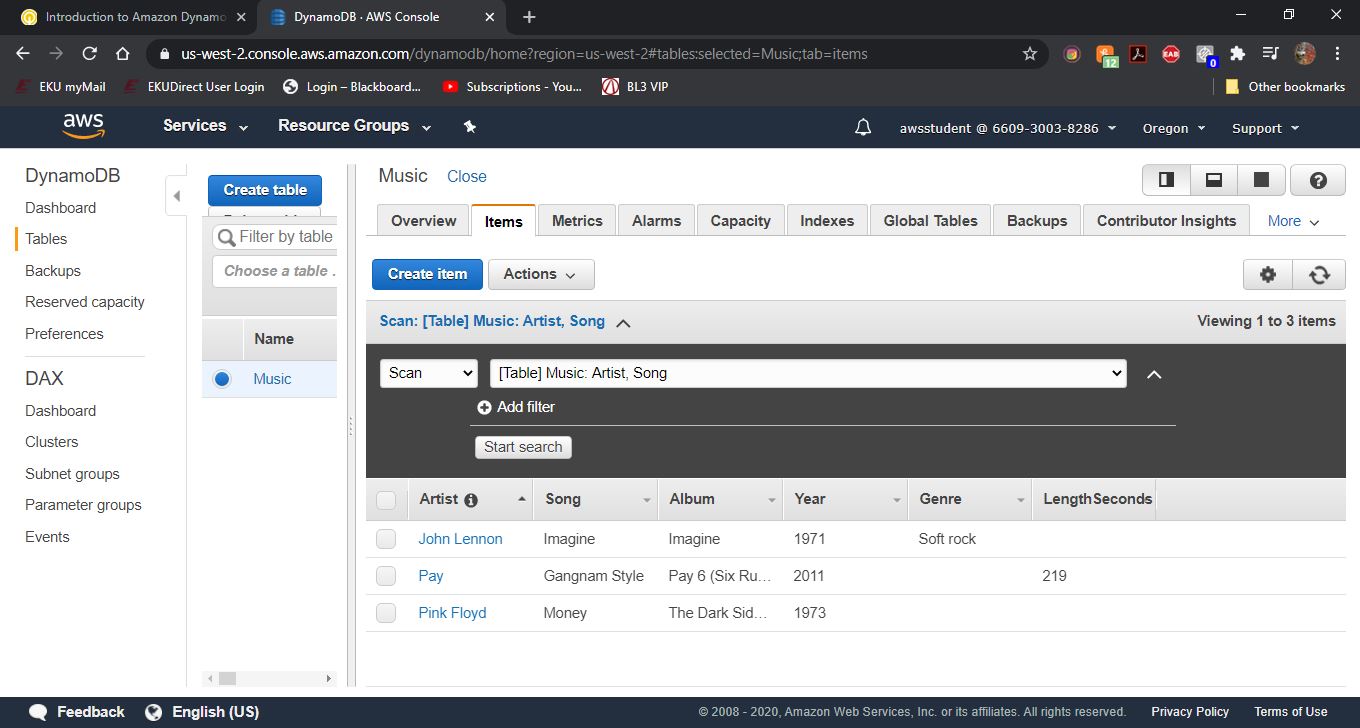 Introduction to Amazon Dynamo
DynamoDB · AWS Console
us-west-2.console.aws.amazon.com/dynamodb/home?region=us-west-2#tables:selected=Music;tab=items
12
EAB
0
EKU myMail
EKUDirect User Login
Login – Blackboard...
Subscriptions - You...
BL3 VIP
Other bookmarks
aws
Services
Resource Groups
awsstudent @ 6609-3003-8286
Oregon
Support
DynamoDB
Dashboard
Tables
Backups
Reserved capacity
Preferences
DAX
Dashboard
Clusters
Subnet groups
Parameter groups
Events
Create table
Filter by table
Choose a table .
Name
Music
Music Close
Overview Items Metrics Alarms Capacity Indexes Global Tables Backups Contributor Insights More
Create item Actions
Scan: [Table] Music: Artist, Song
Viewing 1 to 3 items
Scan [Table] Music: Artist, Song
Add filter
Start search
Artist Song Album Year Genre LengthSeconds
John Lennon Imagine Imagine 1971 Soft rock
Pay Gangnam Style Pay 6 (Six Ru... 2011 219
Pink Floyd Money The Dark Sid... 1973
Feedback English (US) © 2008 - 2020, Amazon Web Services, Inc. or its affiliates. All rights reserved. Privacy Policy Terms of Use